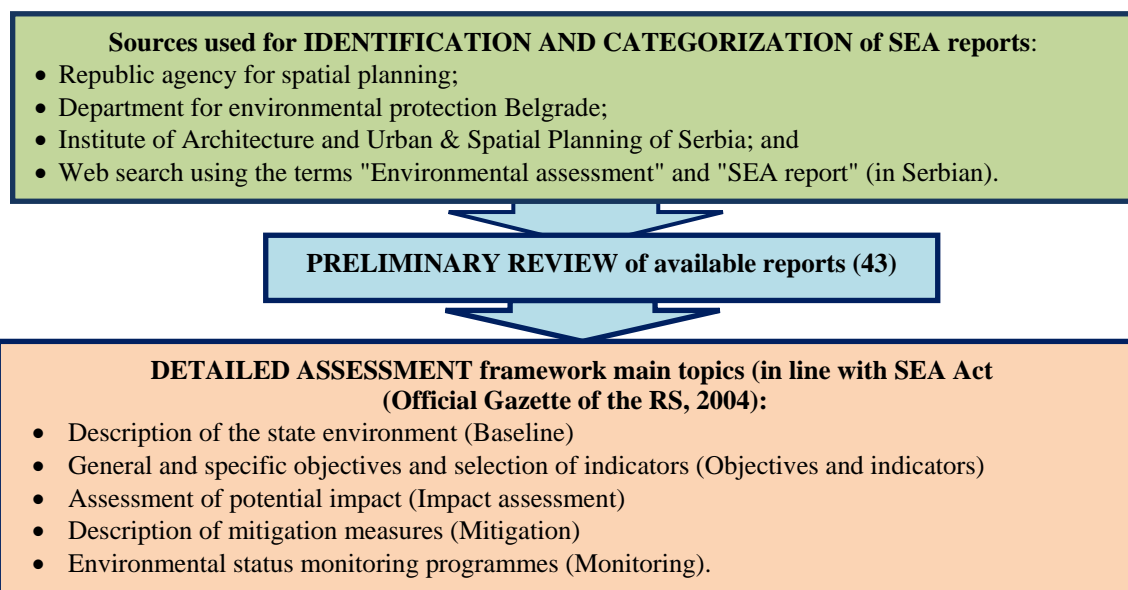 Sources used for IDENTIFICATION AND CATEGORIZATION of SEA reports:
• Republic agency for spatial planning;
• Department for environmental protection Belgrade;
• Institute of Architecture and Urban & Spatial Planning of Serbia; and
• Web search using the terms "Environmental assessment" and "SEA report" (in Serbian).
PRELIMINARY REVIEW of available reports (43)
DETAILED ASSESSMENT framework main topics (in line with SEA Act
(Official Gazette of the RS, 2004):
• Description of the state environment (Baseline)
• General and specific objectives and selection of indicators (Objectives and indicators)
• Assessment of potential impact (Impact assessment)
• Description of mitigation measures (Mitigation)
• Environmental status monitoring programmes (Monitoring).